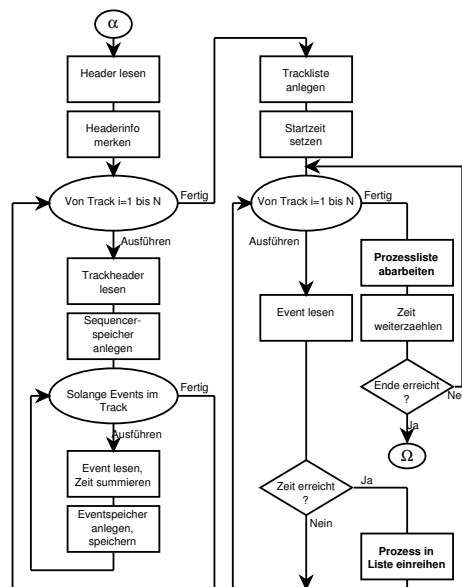 α
Header lesen
Headerinfo
merken
Von Track i=1 bis N
Fertig
Ausführen
Trackheader
lesen
Sequencer-
speicher
anlegen
Solange Events im
Track
Fertig
Ausführen
Event lesen,
Zeit summieren
Eventspeicher
anlegen,
speichern
Trackliste
anlegen
Startzeit
setzen
Von Track i=1 bis N
Fertig
Ausführen
Event lesen
Prozessliste
abarbeiten
Zeit
weiterzaehlen
Ende erreicht
?
Nein
Ja
Ω
Zeit erreicht
?
Ja
Nein
Prozess in
Liste einreihen